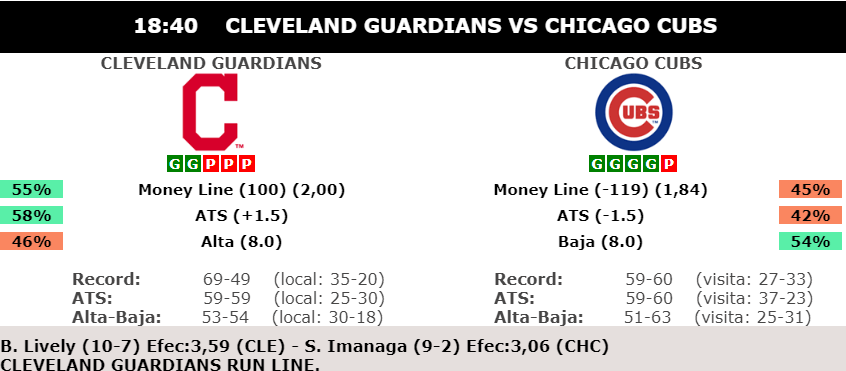 18:40 CLEVELAND GUARDIANS VS CHICAGO CUBS
CLEVELAND GUARDIANS CHICAGO CUBS
C TM CUBS
G G P P P G G G G P
55% Money Line (100) (2,00) Money Line (-119) (1,84) 45%
58% ATS (+1.5) ATS (-1.5) 42%
46% Alta (8.0) Baja (8.0) 54%
Record: 69-49 (local: 35-20) Record: 59-60 (visita: 27-33)
ATS: 59-59 (local: 25-30) ATS: 59-60 (visita: 37-23)
Alta-Baja: 53-54 (local: 30-18) Alta-Baja: 51-63 (visita: 25-31)
B. Lively (10-7) Efec:3,59 (CLE) - S. Imanaga (9-2) Efec:3,06 (CHC)
CLEVELAND GUARDIANS RUN LINE.